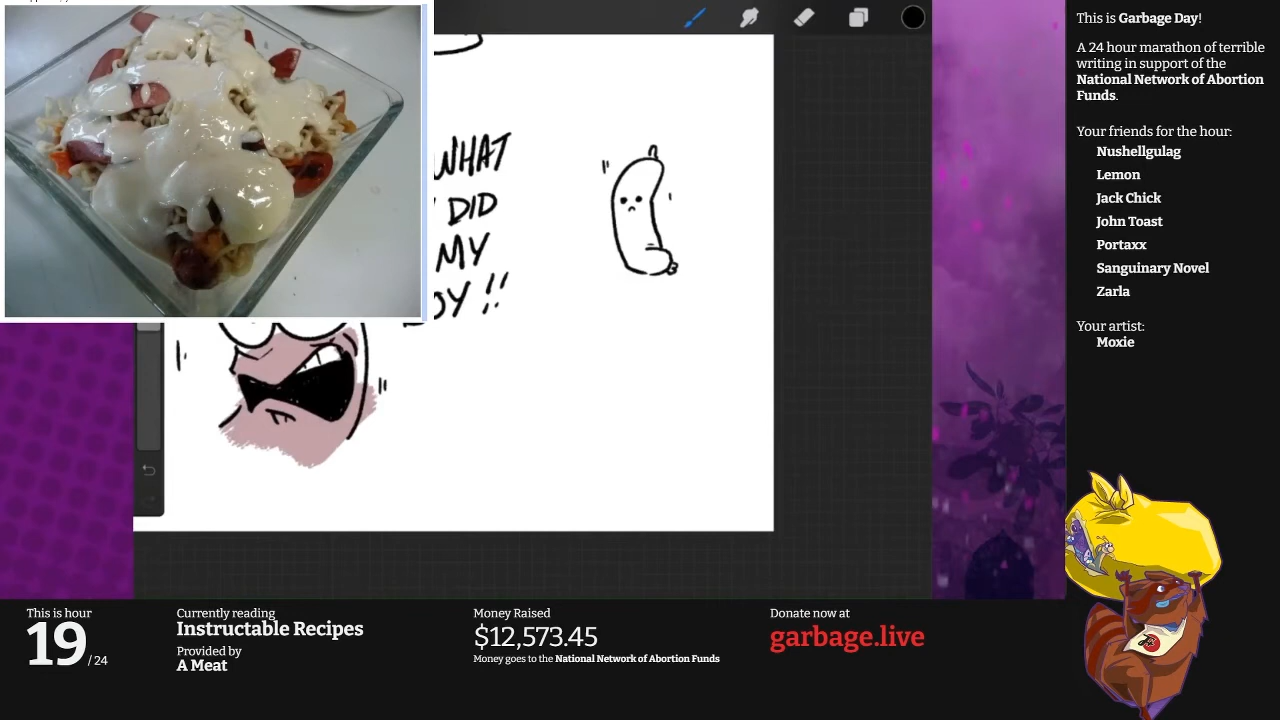 WHAT
DID
MY
!!
This is Garbage Day!
A 24 hour marathon of terrible
writing in support of the
National Network of Abortion
Funds.
Your friends for the hour:
Nushellgulag
Lemon
Jack Chick
John Toast
Portaxx
Sanguinary Novel
Zarla
Your artist:
Moxie
This is hour
19 / 24
Currently reading
Instructable Recipes
Provided by
A Meat
Money Raised
$12,573.45
Money goes to the National Network of Abortion Funds
Donate now at
garbage.live